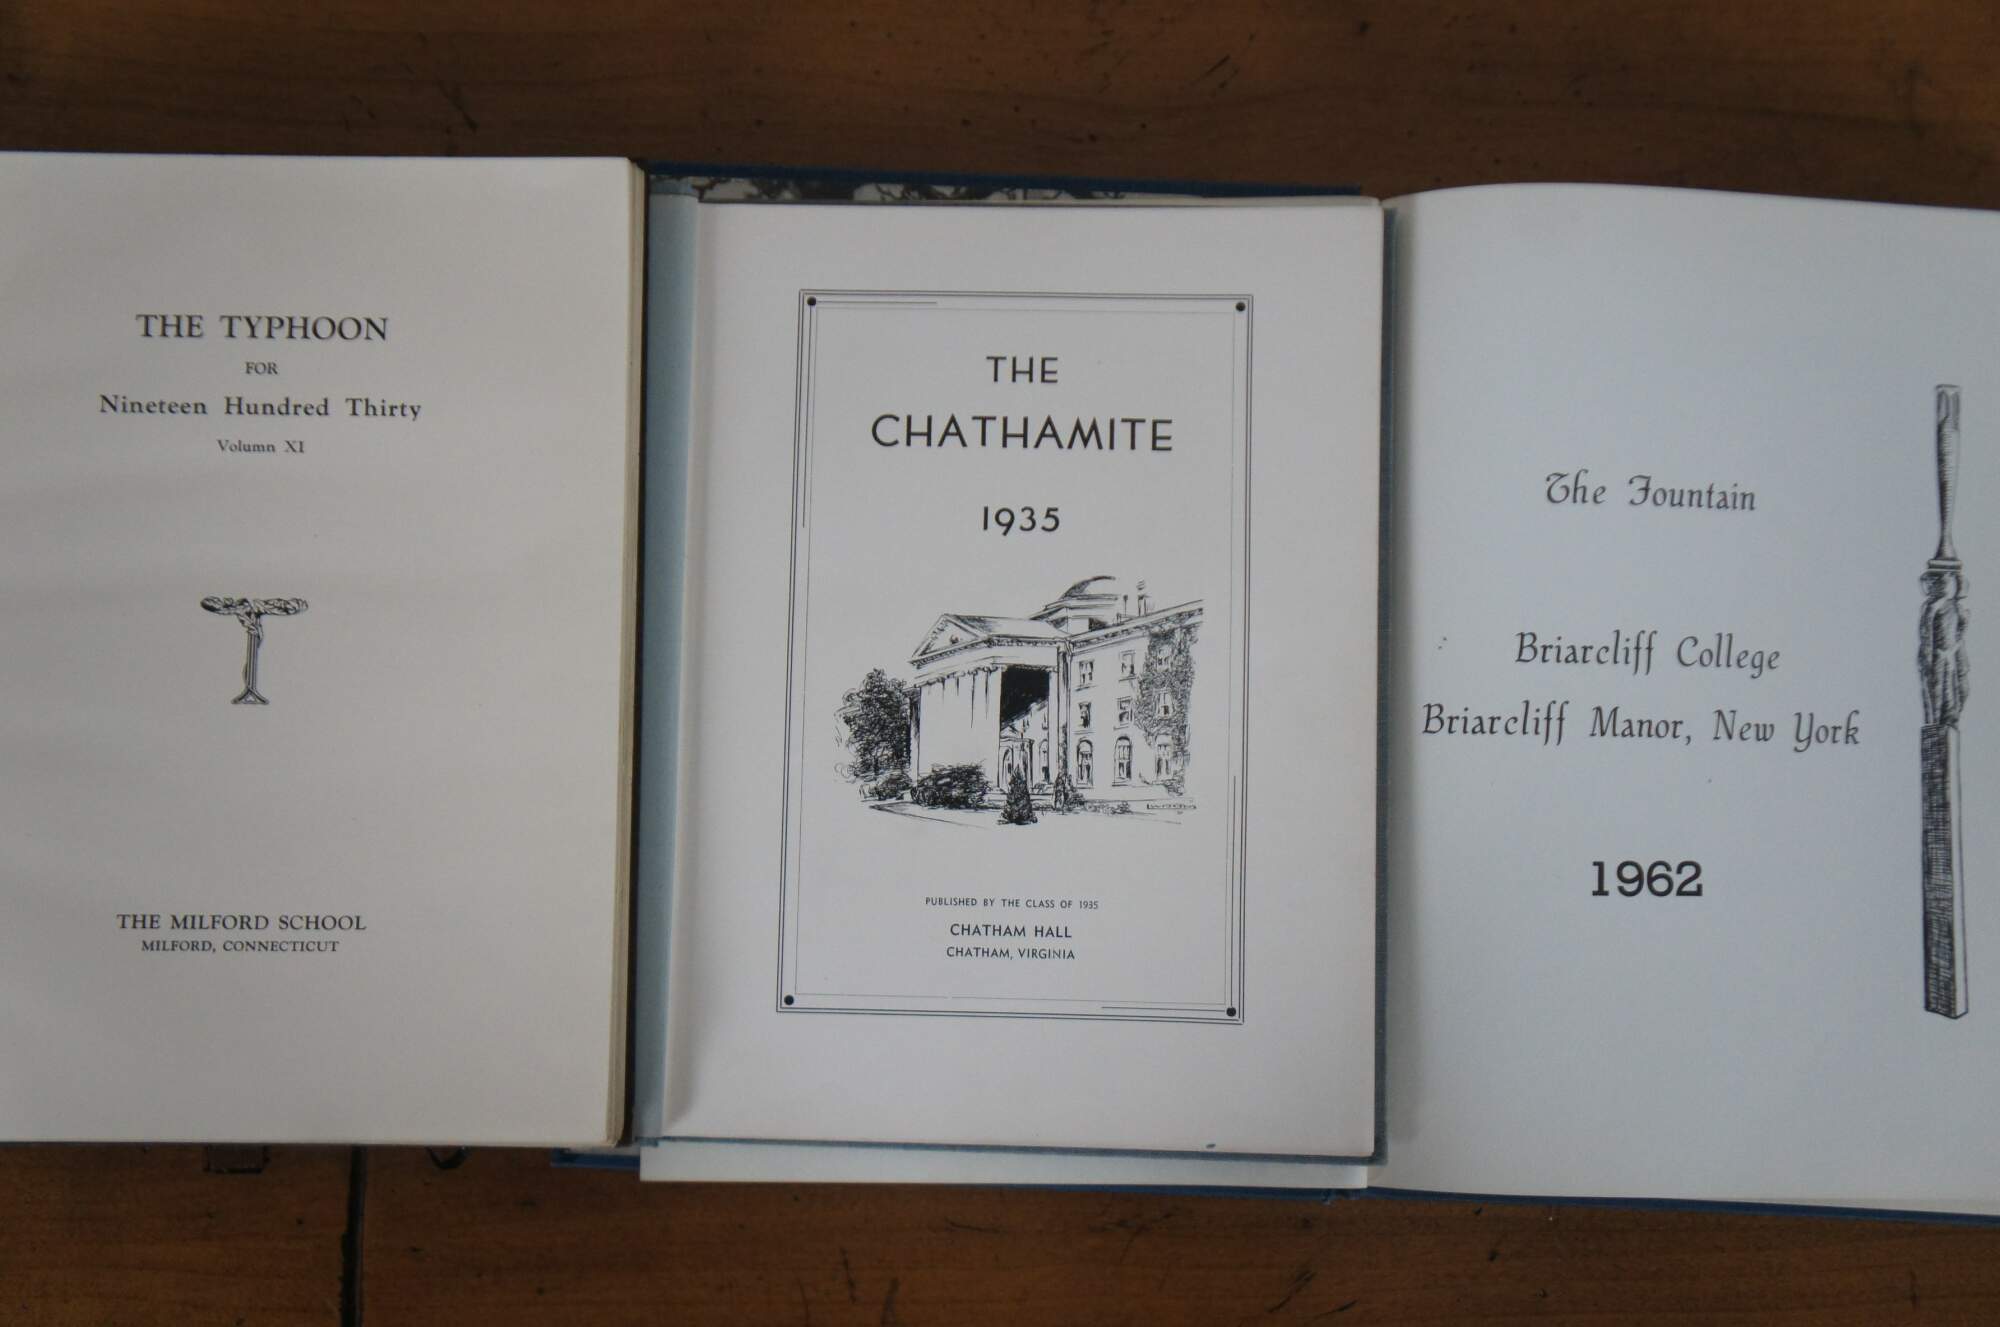 THE TYPHOON
FOR
Nineteen Hundred Thirty
Volumn XI
THE MILFORD SCHOOL
MILFORD, CONNECTICUT
THE
CHATHAMITE
1935
PUBLISHED BY THE CLASS OF 1935
CHATHAM HALL
CHATHAM, VIRGINIA
The Fountain
Briarcliff College
Briarcliff Manor, New York
1962